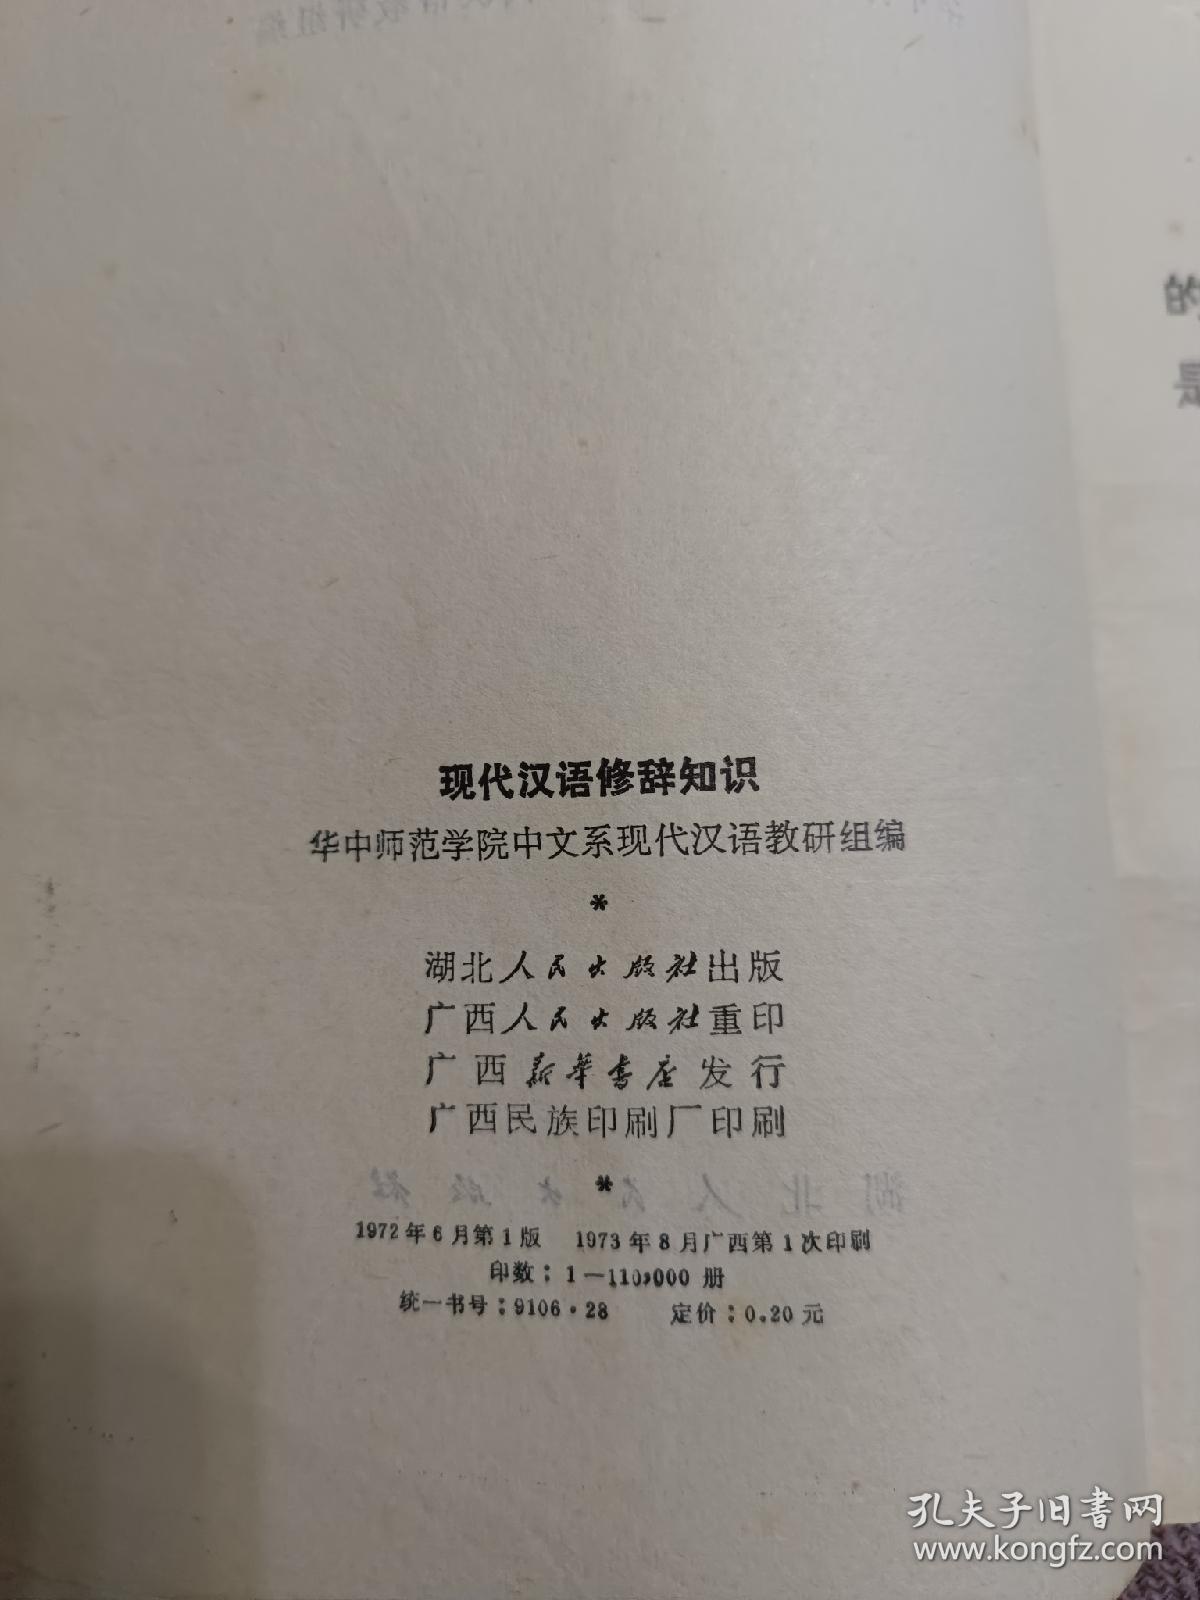 现代汉语修辞知识
华中师范学院中文系现代汉语教研组编
*
湖北人民出版社出版
广西人民出版社重印
广西新華書店发行
广西民族印刷厂印刷
*
1972年6月第1版 1973年8月广西第1次印刷
印数：1—110,000 册
统一书号：9106·28 定价：0.20元
的
是
孔夫子旧书网
www.kongfz.com